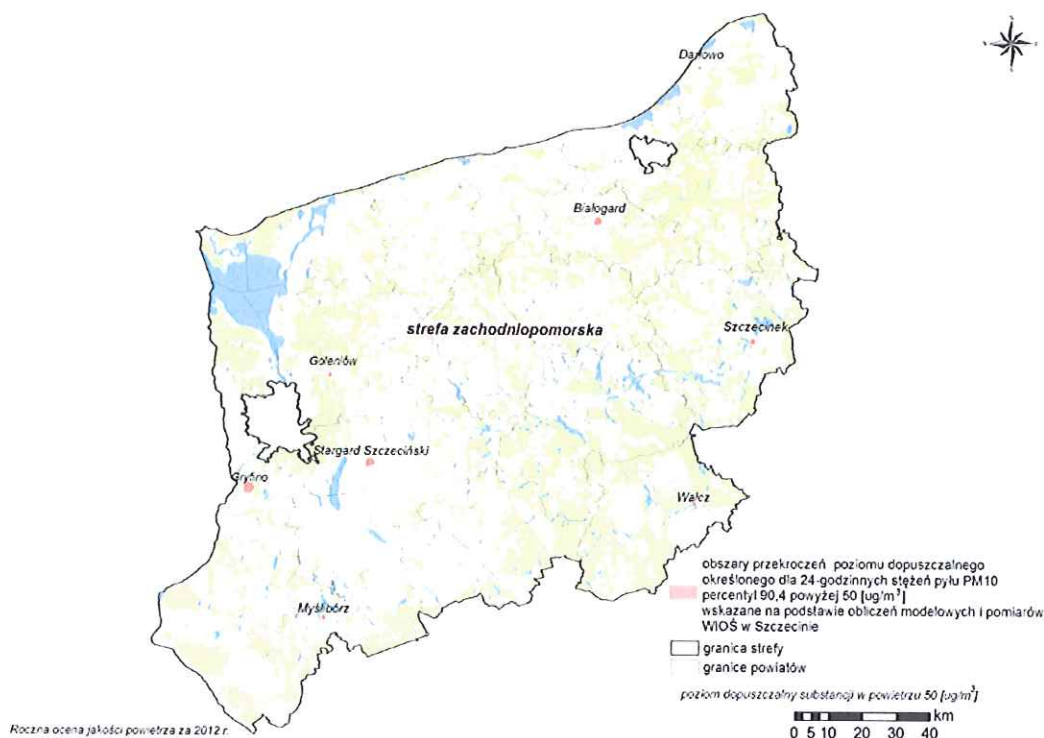 Darłowo
Białogard
strefa zachodniopomorska
Szczecinek
Goleniów
Stargard Szczeciński
Gryfino
Wałcz
Myślibórz
obszary przekroczeń poziomu dopuszczalnego
określonego dla 24-godzinnych stężeń pyłu PM10
percentyl 90,4 powyżej 50 [ug/m³]
wskazane na podstawie obliczeń modelowych i pomiarów
WIOŚ w Szczecinie
granica strefy
granice powiatów
poziom dopuszczalny substancji w powietrzu 50 [ug/m³]
Roczna ocena jakości powietrza za 2012 r.
km
0 5 10 20 30 40